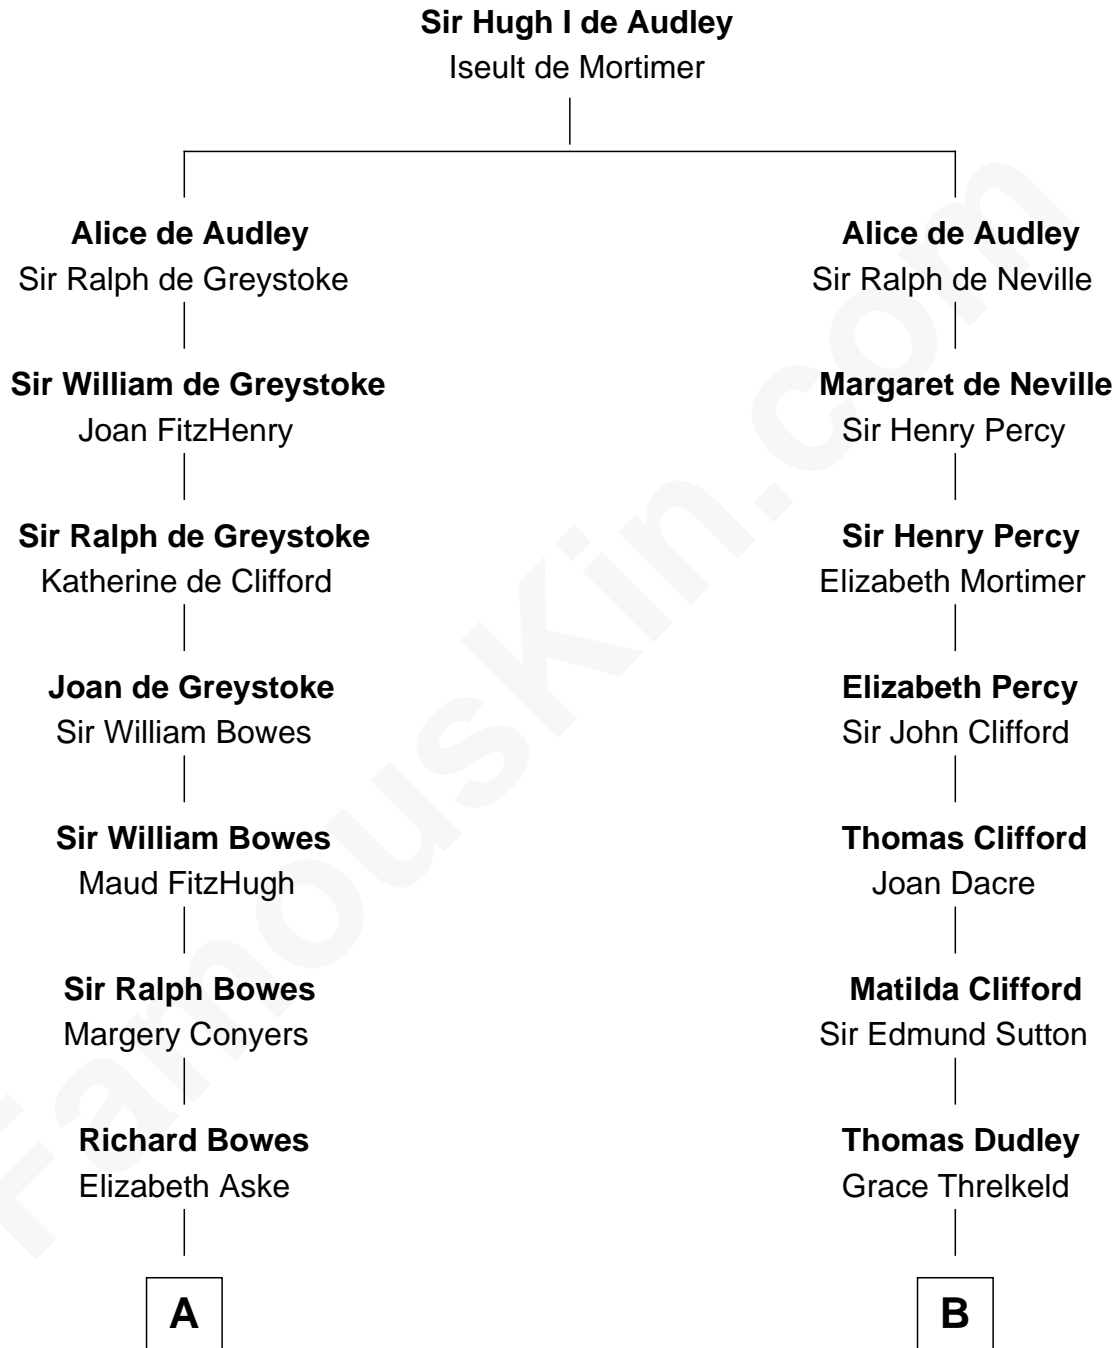 Sir Hugh I de Audley
Iseult de Mortimer
Alice de Audley
Sir Ralph de Greystoke
Alice de Audley
Sir Ralph de Neville
Sir William de Greystoke
Joan FitzHenry
Margaret de Neville
Sir Henry Percy
Sir Ralph de Greystoke
Katherine de Clifford
Sir Henry Percy
Elizabeth Mortimer
Joan de Greystoke
Sir William Bowes
Elizabeth Percy
Sir John Clifford
Sir William Bowes
Maud FitzHugh
Thomas Clifford
Joan Dacre
Sir Ralph Bowes
Margery Conyers
Matilda Clifford
Sir Edmund Sutton
Richard Bowes
Elizabeth Aske
Thomas Dudley
Grace Threlkeld
A
B
FamousKin.com